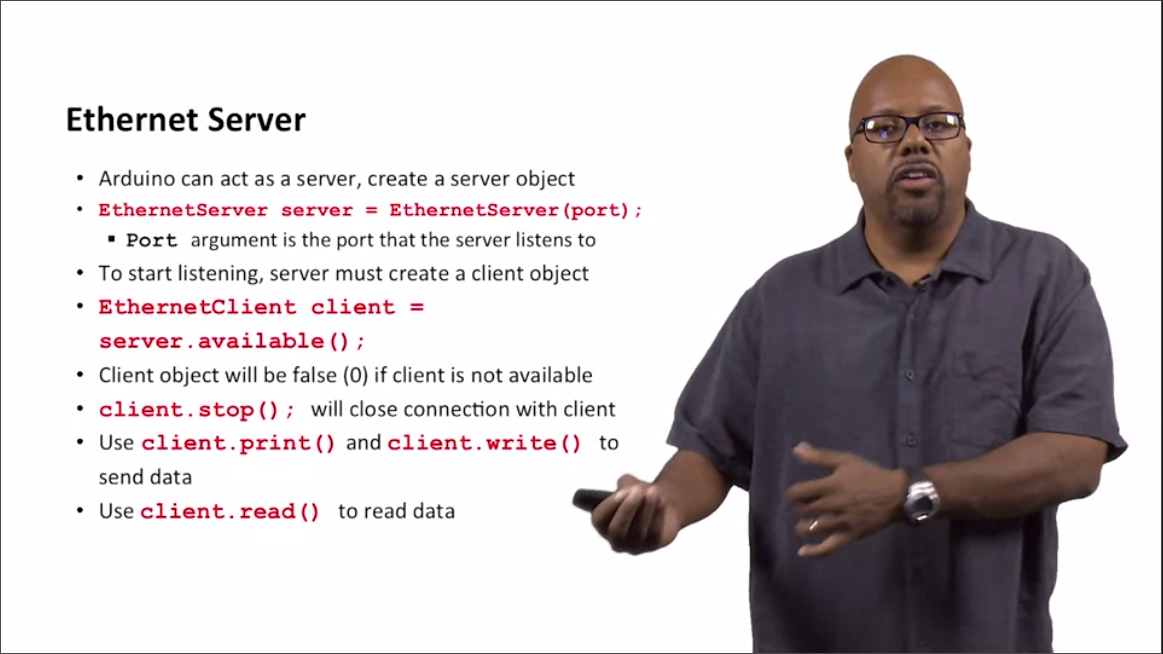 Ethernet Server
• Arduino can act as a server, create a server object
• EthernetServer server = EthernetServer(port);
▪ Port argument is the port that the server listens to
• To start listening, server must create a client object
• EthernetClient client =
server.available();
• Client object will be false (0) if client is not available
• client.stop(); will close connection with client
• Use client.print() and client.write() to
send data
• Use client.read() to read data